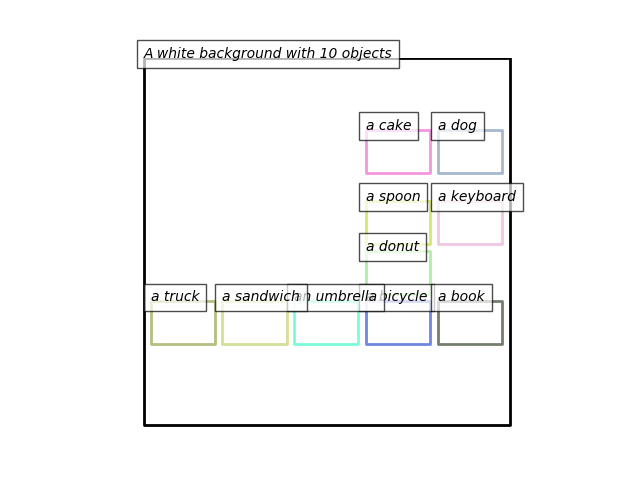 A white background with 10 objects
a cake
a dog
a spoon
a keyboard
a donut
a truck
a sandwich
an umbrella
a bicycle
a book